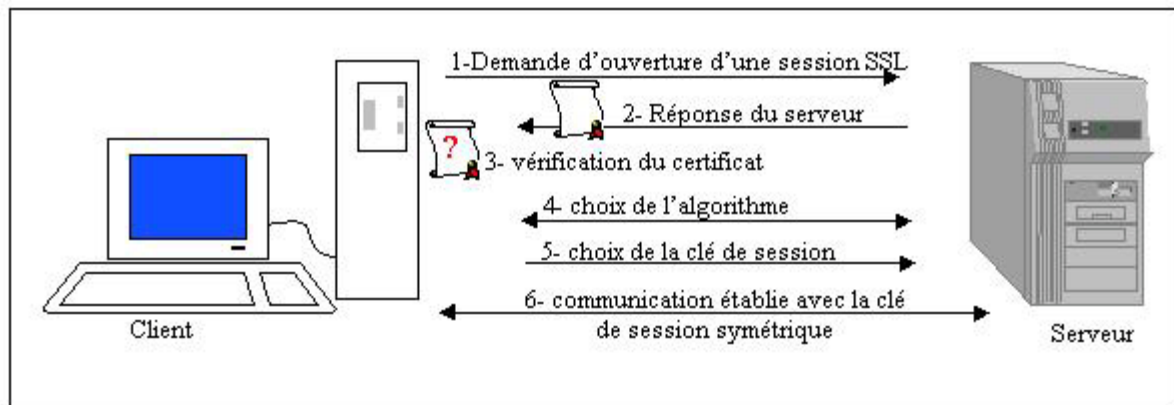 1-Demande d'ouverture d'une session SSL
2- Réponse du serveur
?
3- vérification du certificat
4- choix de l'algorithme
5- choix de la clé de session
6- communication établie avec la clé
de session symétrique
Client
Serveur